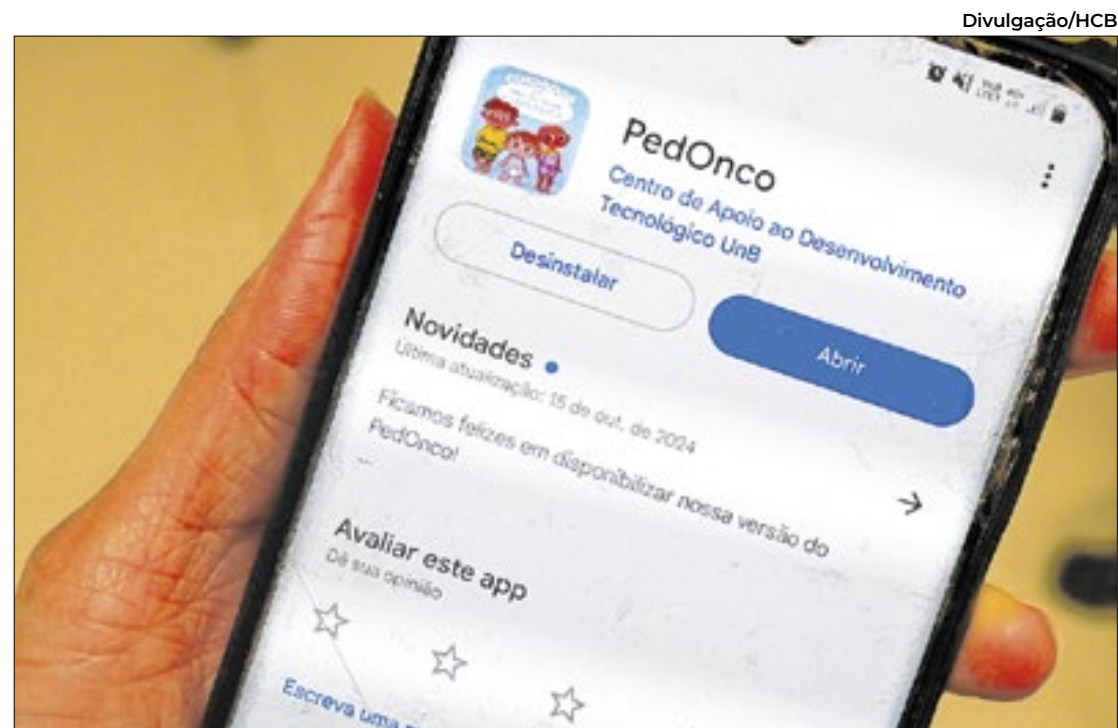 Divulgação/HCB
PedOnco
Centro de Apoio ao Desenvolvimento
Tecnológico UnB
Desinstalar
Abrir
Novidades
Última atualização: 15 de out. de 2024
Ficamos felizes em disponibilizar nossa versão do
PedOnco!
Avaliar este app
Dê sua opinião
Escreva uma